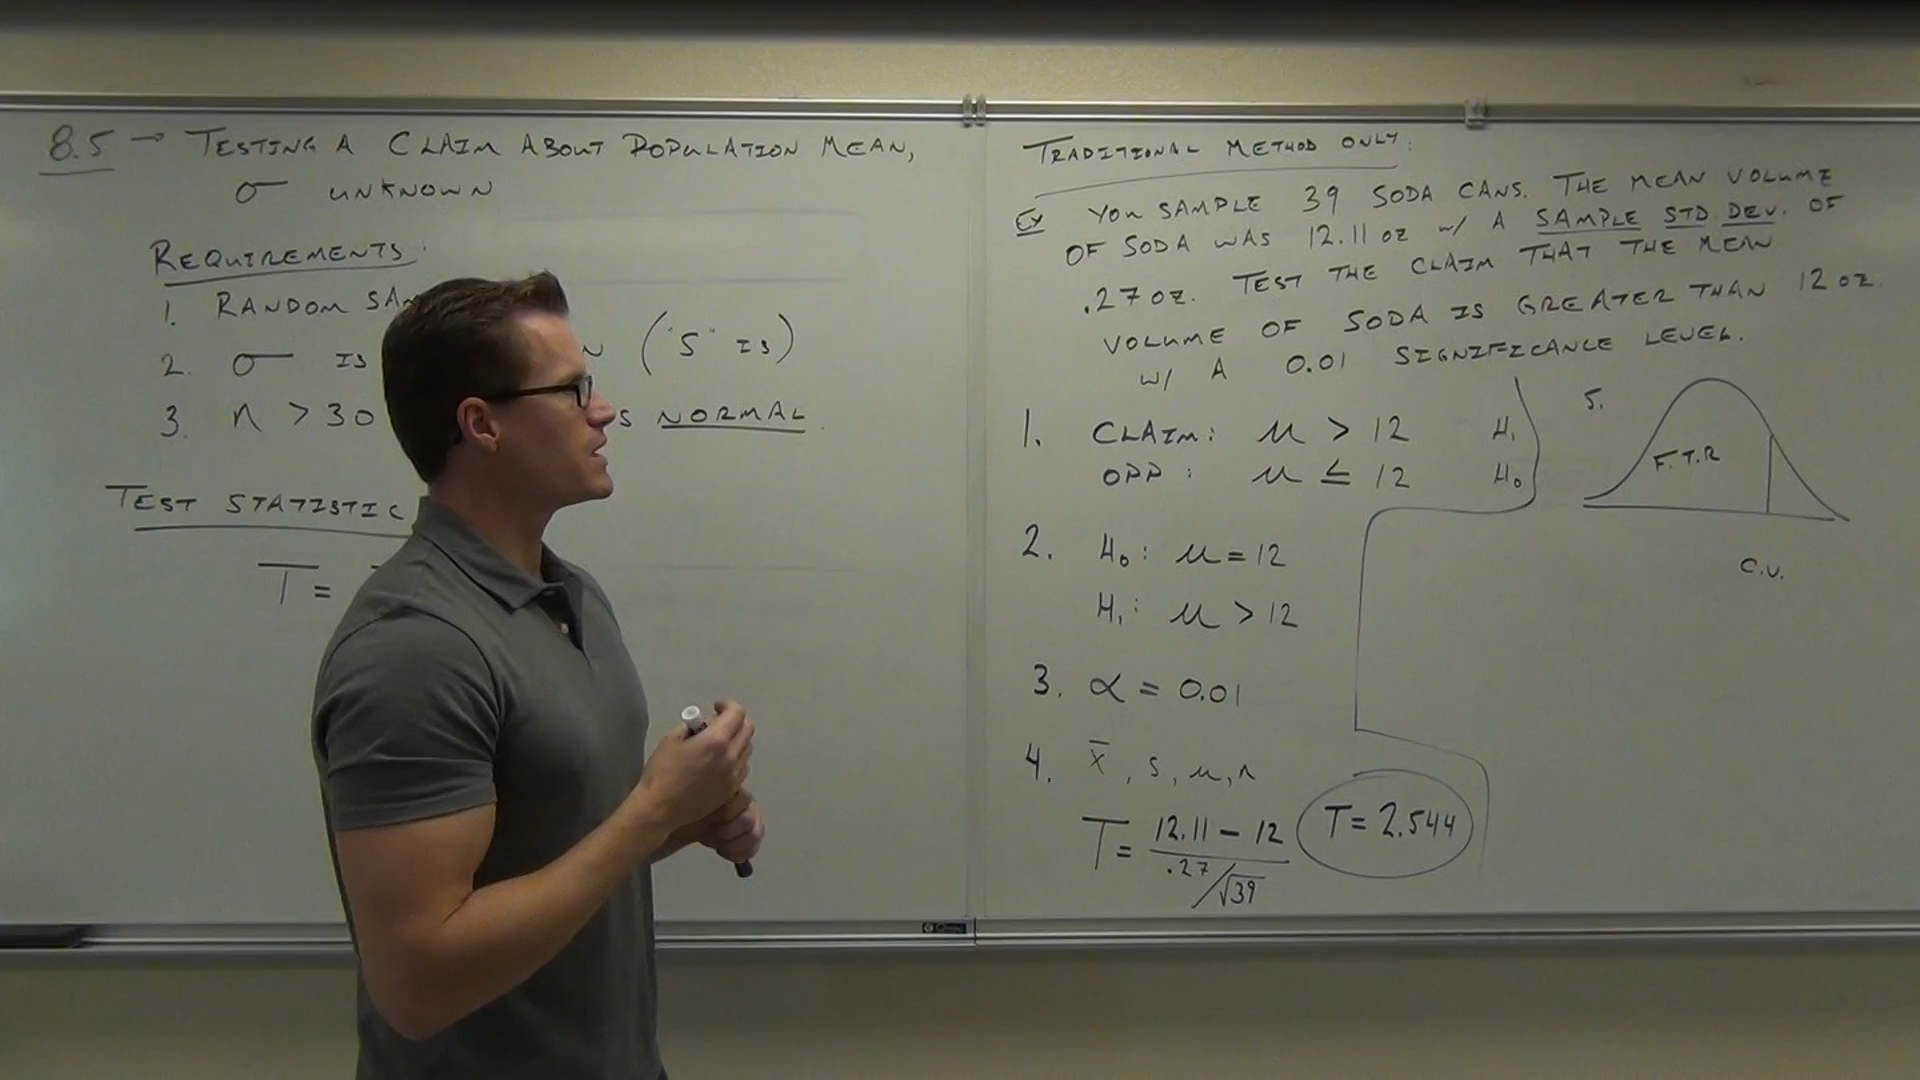 8.5 → TESTING A CLAIM ABOUT POPULATION MEAN,
σ UNKNOWN
REQUIREMENTS:
1. RANDOM
2. σ IS ("S" IS)
3. n > 30 NORMAL.
TEST STATISTIC
T =
TRADITIONAL METHOD ONLY:
EX YOU SAMPLE 39 SODA CANS. THE MEAN VOLUME
OF SODA WAS 12.11 OZ W/ A SAMPLE STD. DEV. OF
.27 OZ. TEST THE CLAIM THAT THE MEAN
VOLUME OF SODA IS GREATER THAN 12 OZ.
W/ A 0.01 SIGNIFICANCE LEVEL.
1. CLAIM: μ > 12 H₁
OPP: μ ≤ 12 H₀
2. H₀: μ = 12
H₁: μ > 12
3. α = 0.01
4. x̄, s, μ, n
T = 12.11 - 12 / .27/√39 T = 2.544
5.
F.T.R
C.V.